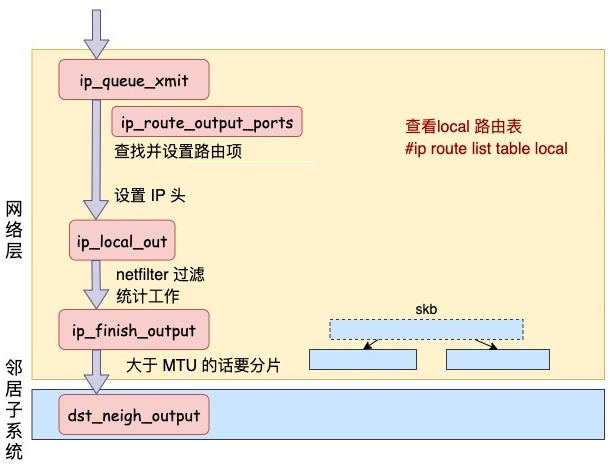 ip_queue_xmit
ip_route_output_ports
查找并设置路由项
查看local 路由表
#ip route list table local
设置 IP 头
网络层
ip_local_out
netfilter 过滤
统计工作
ip_finish_output
skb
大于 MTU 的话要分片
邻居子系统
dst_neigh_output